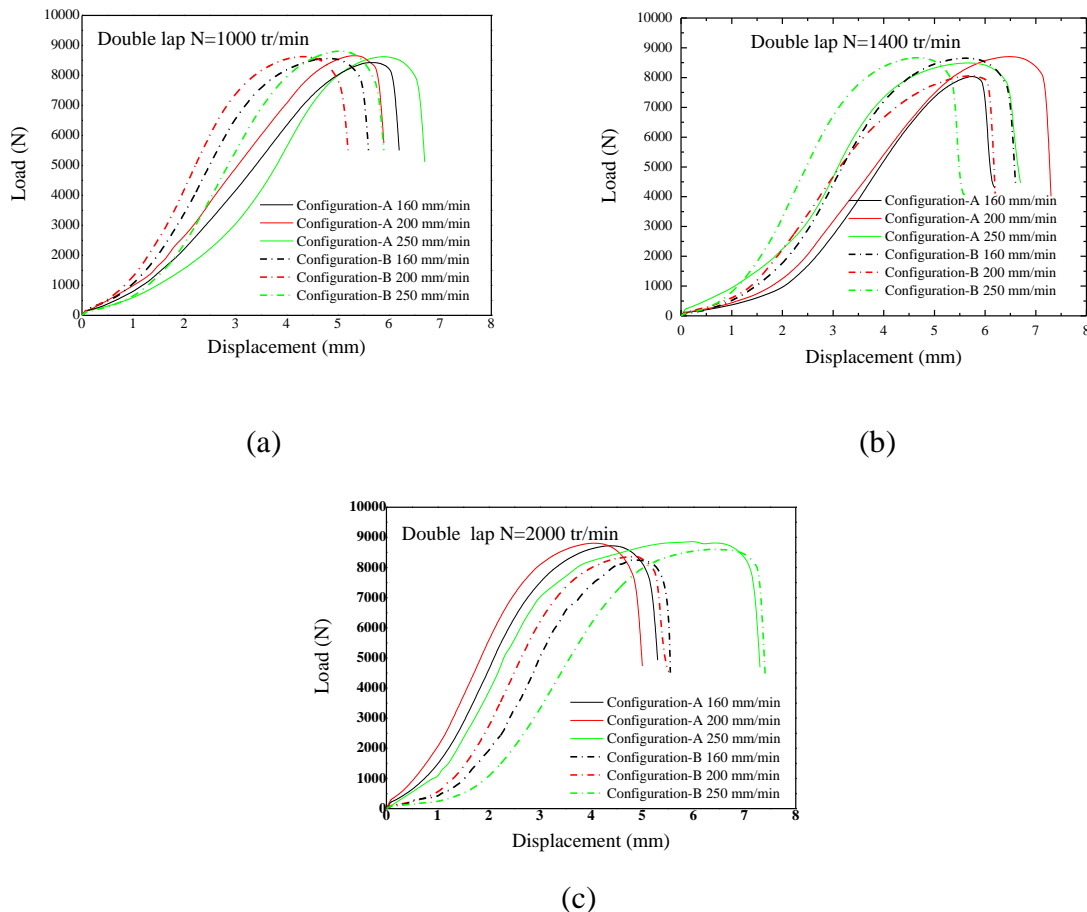 Double lap N=1000 tr/min
10000
9000
8000
7000
6000
5000
4000
3000
2000
1000
0
Load (N)
Configuration-A 160 mm/min
Configuration-A 200 mm/min
Configuration-A 250 mm/min
Configuration-B 160 mm/min
Configuration-B 200 mm/min
Configuration-B 250 mm/min
0 1 2 3 4 5 6 7 8
Displacement (mm)
(a)
Double lap N=1400 tr/min
10000
9000
8000
7000
6000
5000
4000
3000
2000
1000
0
Load (N)
Configuration-A 160 mm/min
Configuration-A 200 mm/min
Configuration-A 250 mm/min
Configuration-B 160 mm/min
Configuration-B 200 mm/min
Configuration-B 250 mm/min
0 1 2 3 4 5 6 7 8
Displacement (mm)
(b)
Double lap N=2000 tr/min
10000
9000
8000
7000
6000
5000
4000
3000
2000
1000
0
Load (N)
Configuration-A 160 mm/min
Configuration-A 200 mm/min
Configuration-A 250 mm/min
Configuration-B 160 mm/min
Configuration-B 200 mm/min
Configuration-B 250 mm/min
0 1 2 3 4 5 6 7 8
Displacement (mm)
(c)